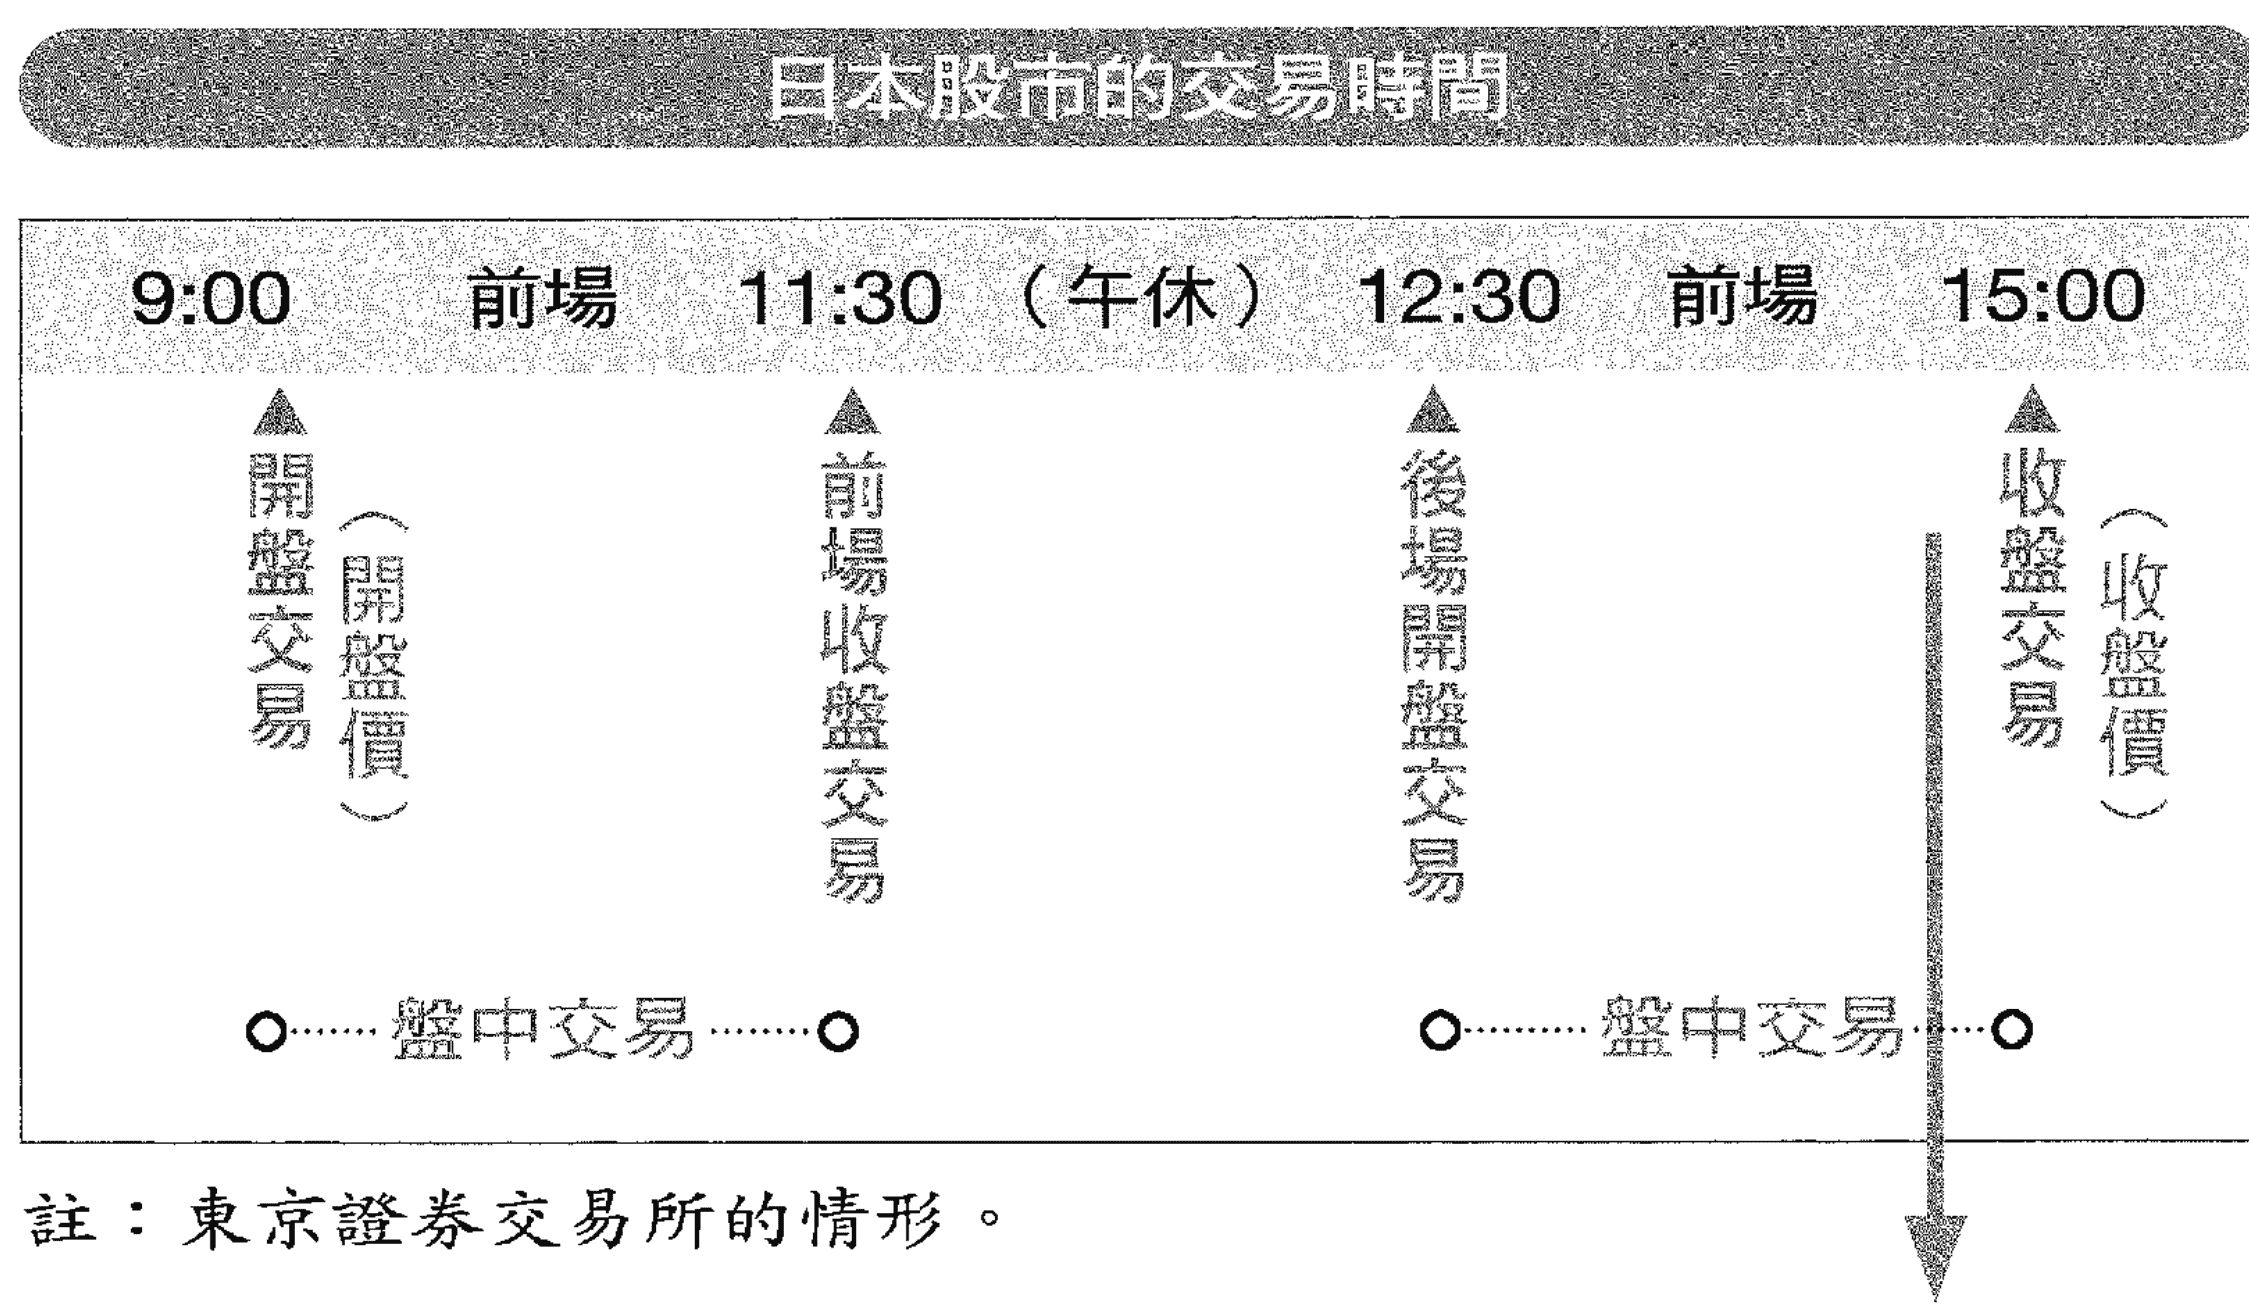 日本股市的交易時間
9:00 前場 11:30 （午休） 12:30 前場 15:00
開盤交易
（開盤價）
前場收盤交易
後場開盤交易
收盤交易
（收盤價）
盤中交易
盤中交易
註：東京證券交易所的情形。